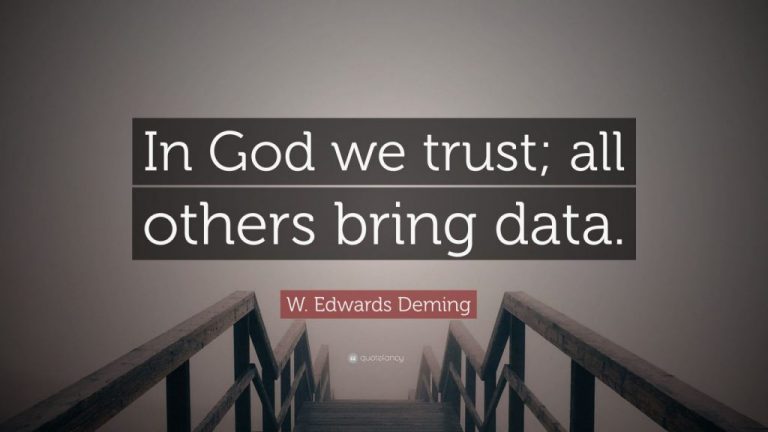 In God we trust; all
others bring data.
W. Edwards Deming
quotefancy